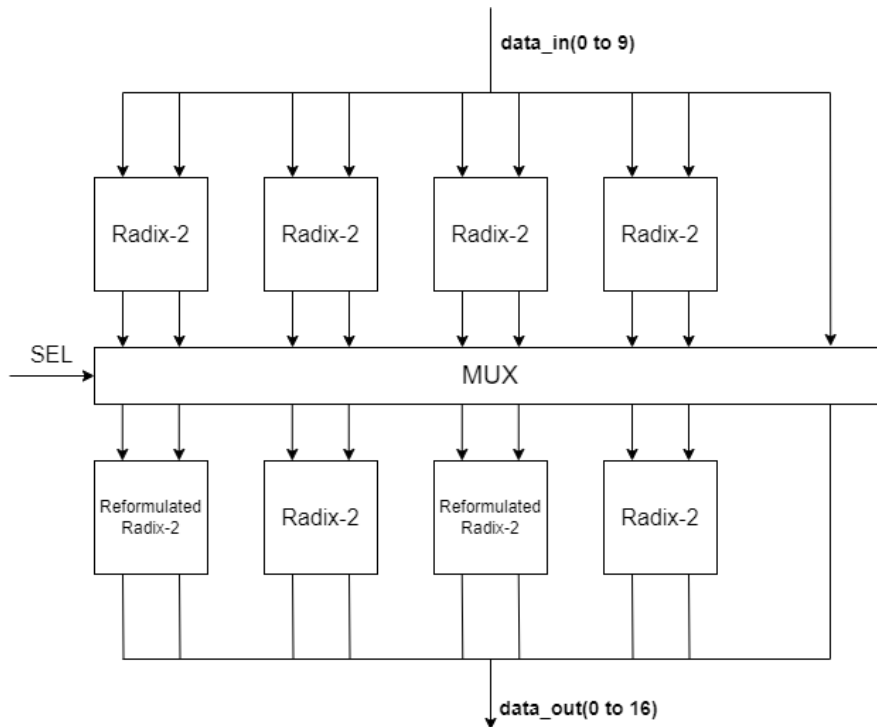 data_in(0 to 9)
Radix-2
Radix-2
Radix-2
Radix-2
SEL
MUX
Reformulated
Radix-2
Radix-2
Reformulated
Radix-2
Radix-2
data_out(0 to 16)